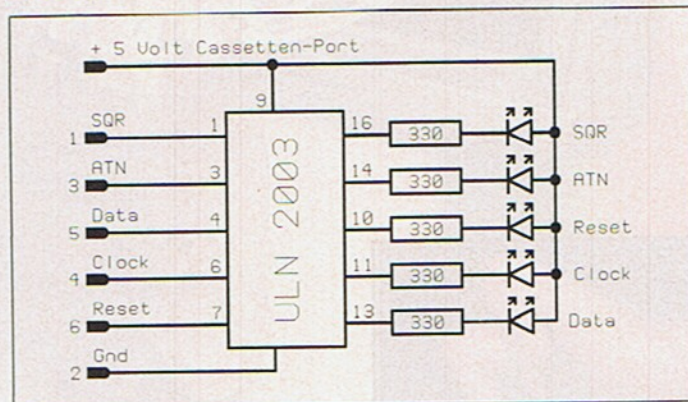 + 5 Volt Cassetten-Port
9
SQR
1
1
16
330
SQR
ATN
3
3
14
330
ATN
Data
5
4
10
330
Reset
Clock
4
6
11
330
Clock
Reset
6
7
13
330
Data
Gnd
2
ULN 2003